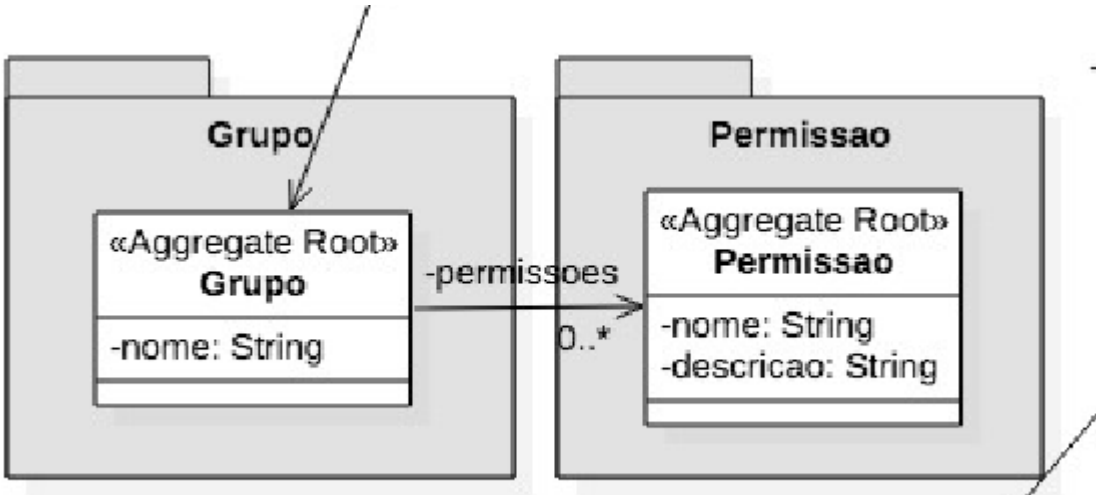 Grupo
«Aggregate Root»
Grupo
-nome: String
-permissoes
0..*
Permissao
«Aggregate Root»
Permissao
-nome: String
-descricao: String